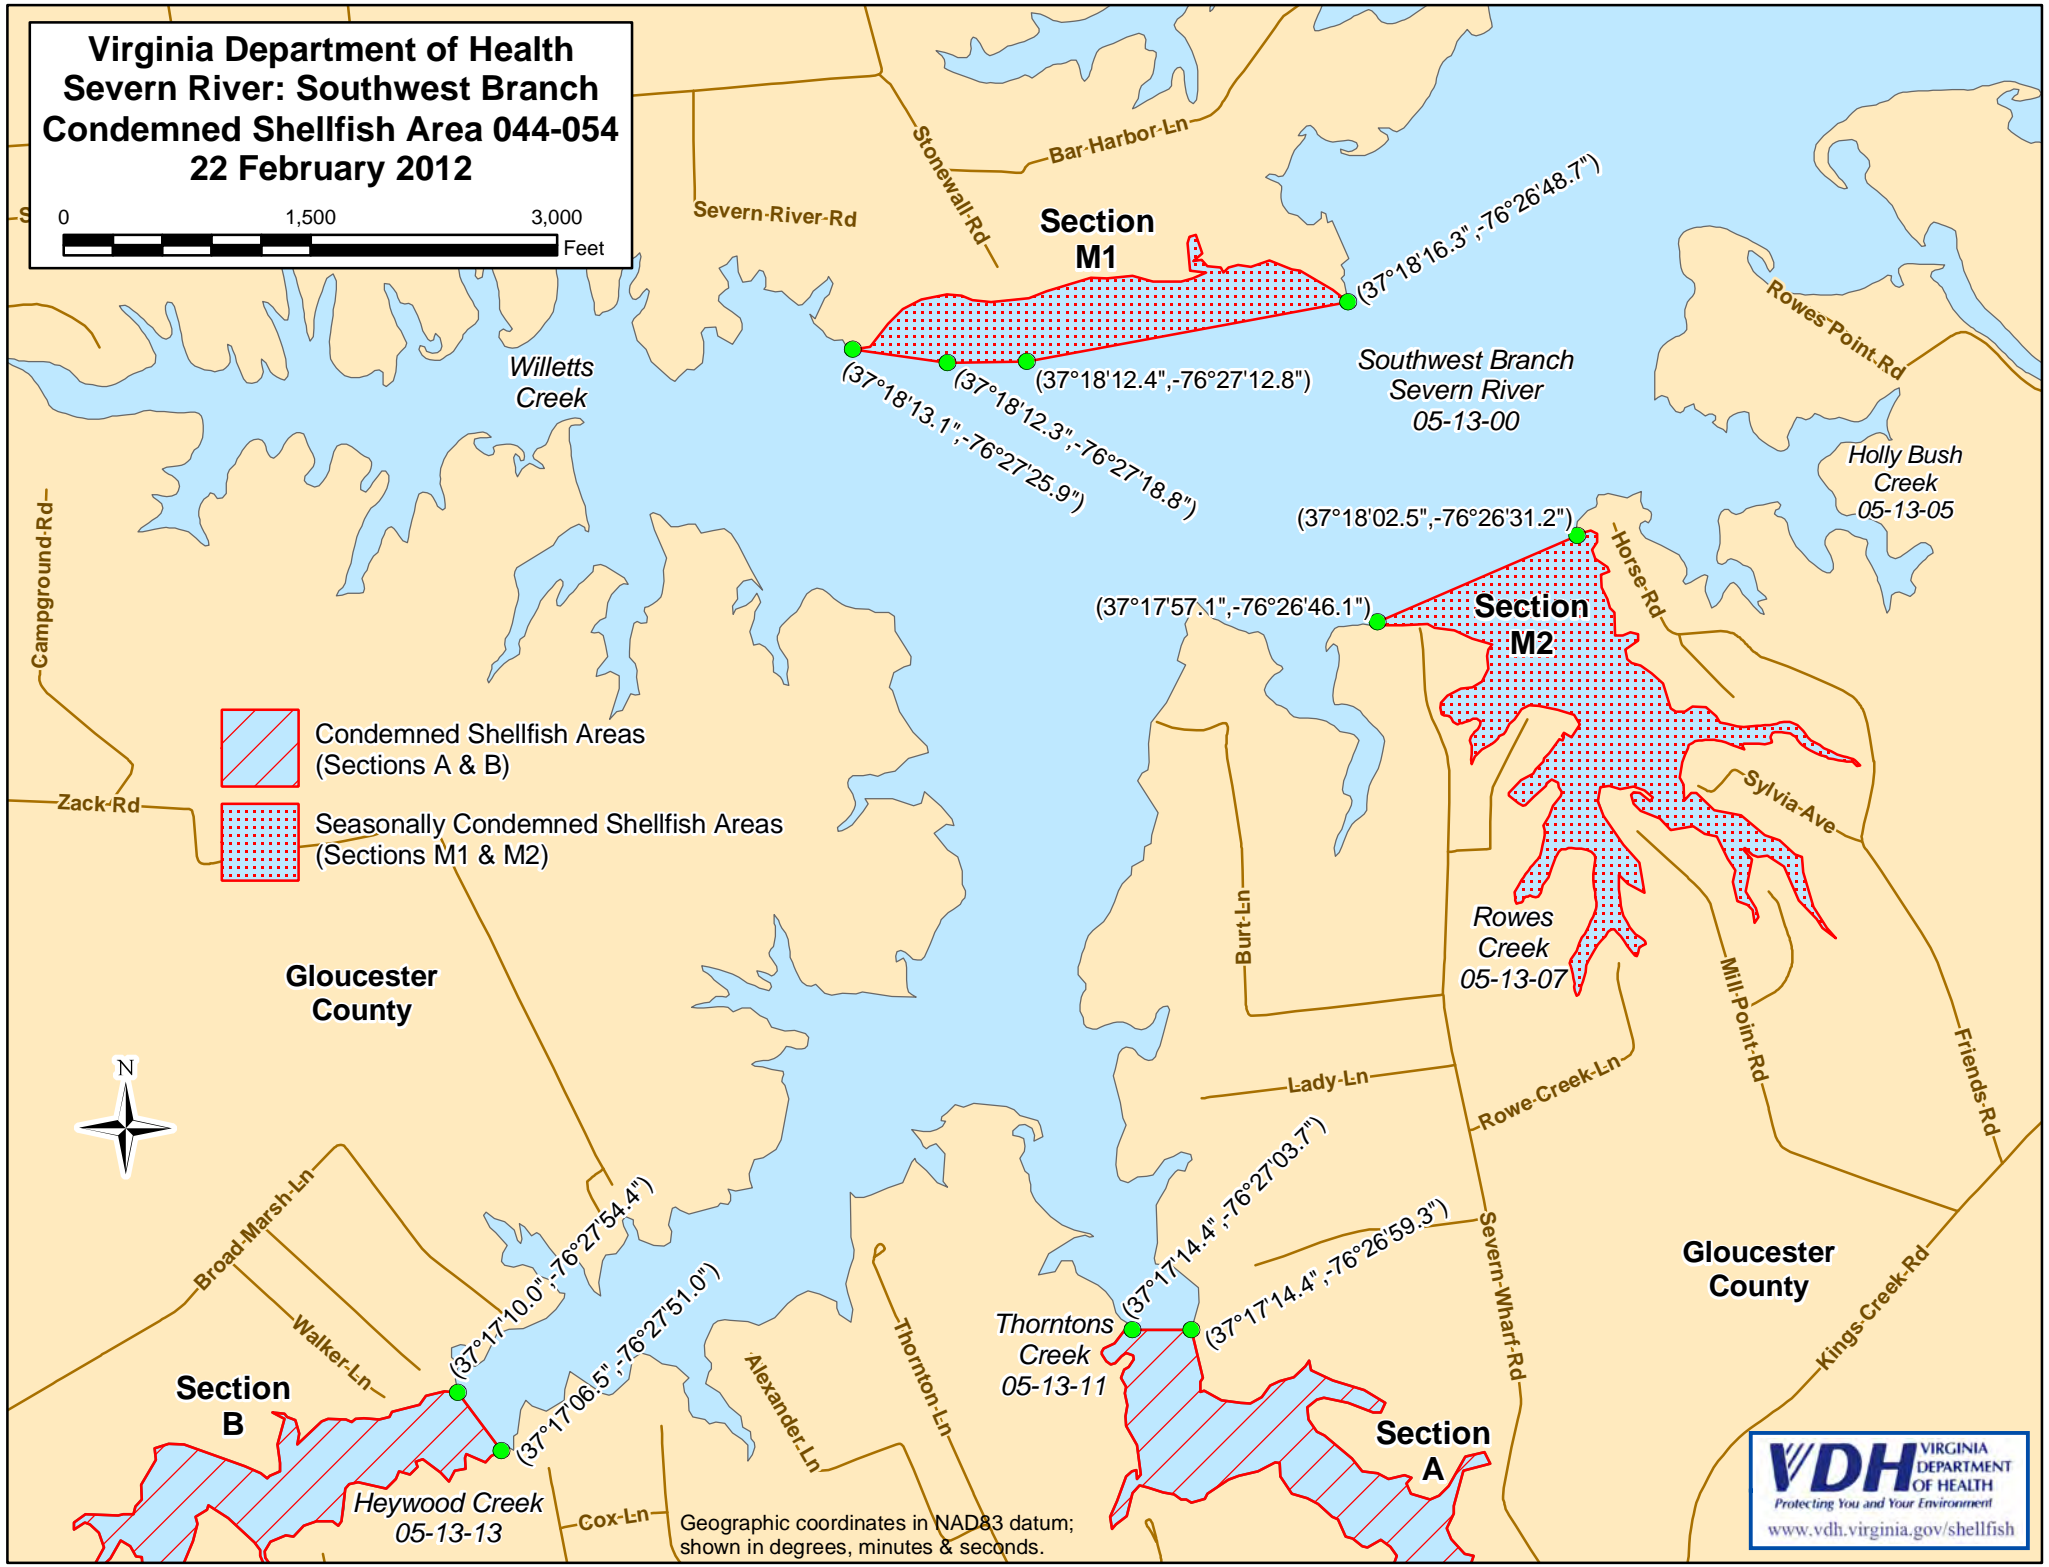 Virginia Department of Health
Severn River: Southwest Branch
Condemned Shellfish Area 044-054
22 February 2012
0 1,500 3,000
Feet
S
Severn-River-Rd
Stonewall-Rd
Bar-Harbor-Ln
Section
M1
(37°18'16.3",-76°26'48.7")
(37°18'13.1",-76°27'25.9")
(37°18'12.3",-76°27'18.8")
(37°18'12.4",-76°27'12.8")
Willetts
Creek
Southwest Branch
Severn River
05-13-00
Rowes Point-Rd
Holly Bush
Creek
05-13-05
(37°18'02.5",-76°26'31.2")
(37°17'57.1",-76°26'46.1")
Section
M2
Horse-Rd
Campground-Rd
Condemned Shellfish Areas
(Sections A & B)
Zack-Rd
Seasonally Condemned Shellfish Areas
(Sections M1 & M2)
Sylvia-Ave
Burt-Ln
Rowes
Creek
05-13-07
Mill-Point-Rd
Gloucester
County
N
Lady-Ln
Rowe-Creek-Ln
Friends-Rd
Broad-Marsh-Ln
Walker-Ln
(37°17'10.0",-76°27'54.4")
(37°17'06.5",-76°27'51.0")
(37°17'14.4",-76°27'03.7")
(37°17'14.4",-76°26'59.3")
Severn-Wharf-Rd
Gloucester
County
Kings-Creek-Rd
Thorntons
Creek
05-13-11
Thornton-Ln
Alexander-Ln
Section
B
Section
A
Heywood Creek
05-13-13
Cox-Ln
Geographic coordinates in NAD83 datum;
shown in degrees, minutes & seconds.
VDH VIRGINIA
DEPARTMENT
OF HEALTH
Protecting You and Your Environment
www.vdh.virginia.gov/shellfish